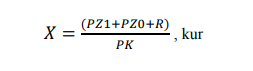 X = (PZ1+PZ0+R) / PK , kur